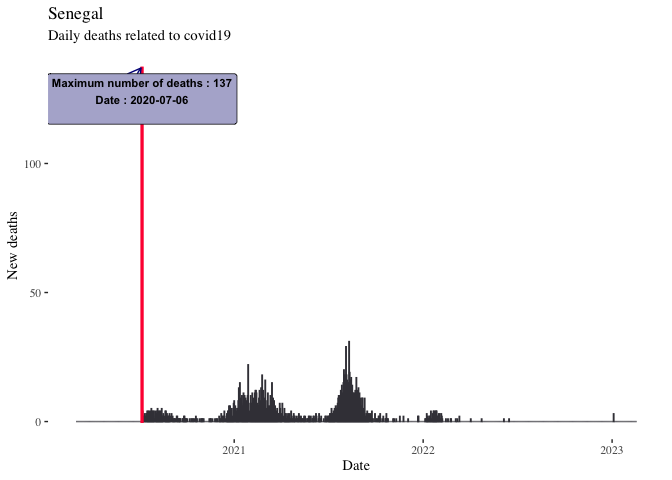 Senegal
Daily deaths related to covid19
Maximum number of deaths : 137
Date : 2020-07-06
100
50
0
New deaths
2021 2022 2023
Date